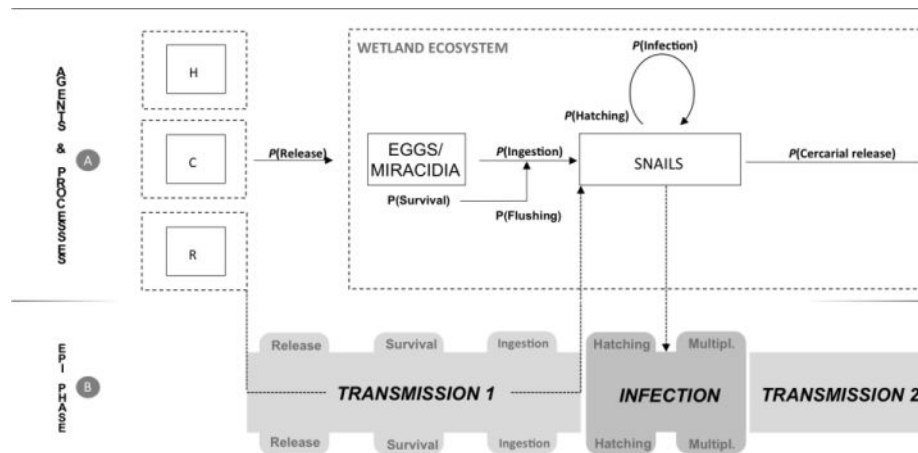 AGENTS & PROCESSES
A
H
C
R
P(Release)
WETLAND ECOSYSTEM
EGGS/
MIRACIDIA
P(Survival)
P(Ingestion)
P(Flushing)
P(Infection)
P(Hatching)
SNAILS
P(Cercarial release)
EPI PHASE
B
Release
Survival
Ingestion
Hatching
Multipl.
TRANSMISSION 1
INFECTION
TRANSMISSION 2
Release
Survival
Ingestion
Hatching
Multipl.